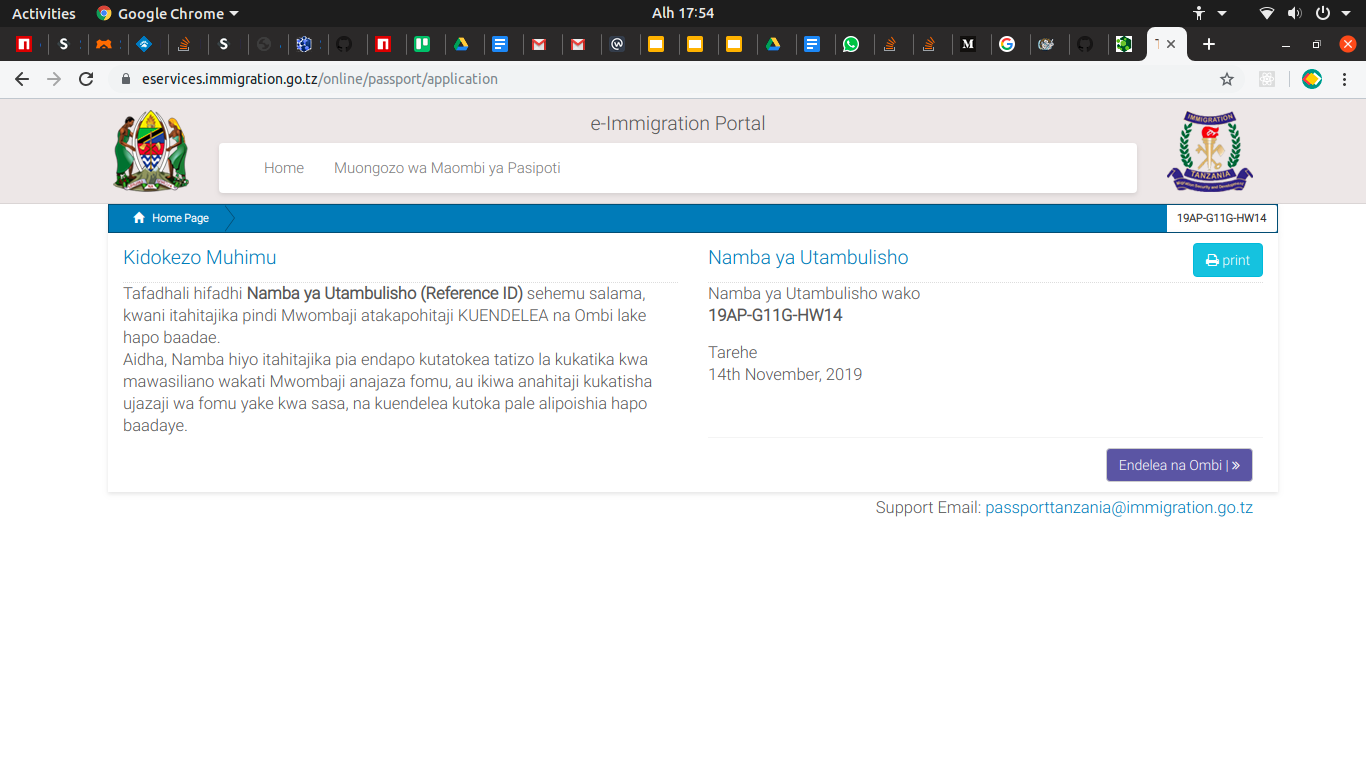 Activities
Google Chrome
Alh 17:54
eservices.immigration.go.tz/online/passport/application
e-Immigration Portal
Home
Muongozo wa Maombi ya Pasipoti
IMMIGRATION
TANZANIA
Home Page
19AP-G11G-HW14
Kidokezo Muhimu
Tafadhali hifadhi Namba ya Utambulisho (Reference ID) sehemu salama,
kwani itahitajika pindi Mwombaji atakapohitaji KUENDELEA na Ombi lake
hapo baadae.
Aidha, Namba hiyo itahitajika pia endapo kutatokea tatizo la kukatika kwa
mawasiliano wakati Mwombaji anajaza fomu, au ikiwa anahitaji kukatisha
ujazaji wa fomu yake kwa sasa, na kuendelea kutoka pale alipoishia hapo
baadaye.
Namba ya Utambulisho
print
Namba ya Utambulisho wako
19AP-G11G-HW14
Tarehe
14th November, 2019
Endelea na Ombi | »
Support Email: passporttanzania@immigration.go.tz